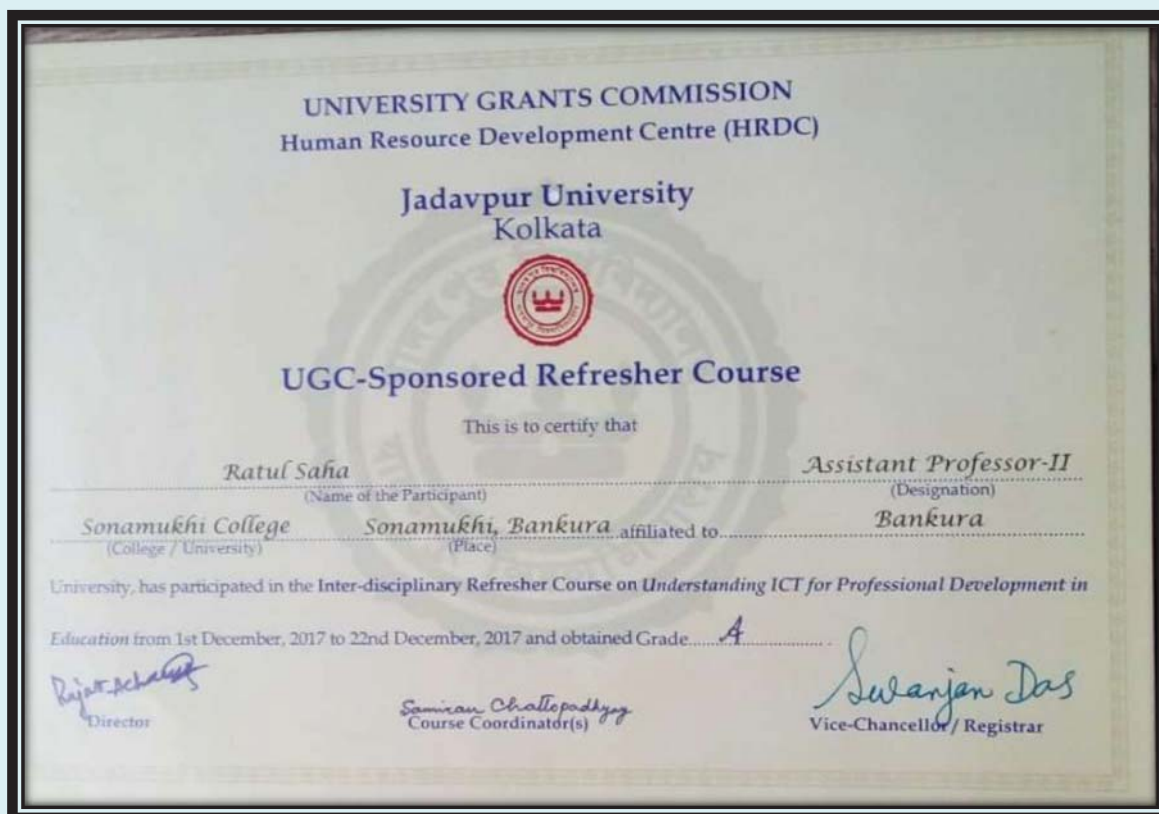 UNIVERSITY GRANTS COMMISSION
Human Resource Development Centre (HRDC)
Jadavpur University
Kolkata
UGC-Sponsored Refresher Course
This is to certify that
Ratul Saha Assistant Professor-II
(Name of the Participant) (Designation)
Sonamukhi College Sonamukhi, Bankura affiliated to Bankura
(College / University) (Place)
University, has participated in the Inter-disciplinary Refresher Course on Understanding ICT for Professional Development in
Education from 1st December, 2017 to 22nd December, 2017 and obtained Grade A
Samiran Chattopadhyay Suranjan Das
Director Course Coordinator(s) Vice-Chancellor / Registrar